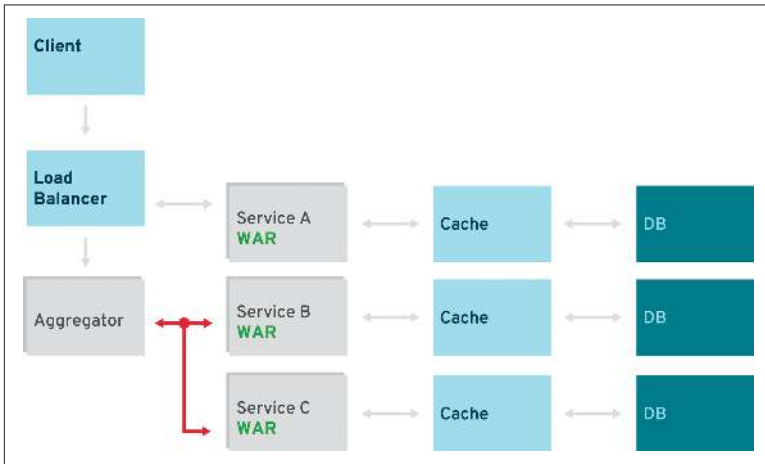 Client
Load
Balancer
Service A
WAR
Cache
DB
Aggregator
Service B
WAR
Cache
DB
Service C
WAR
Cache
DB